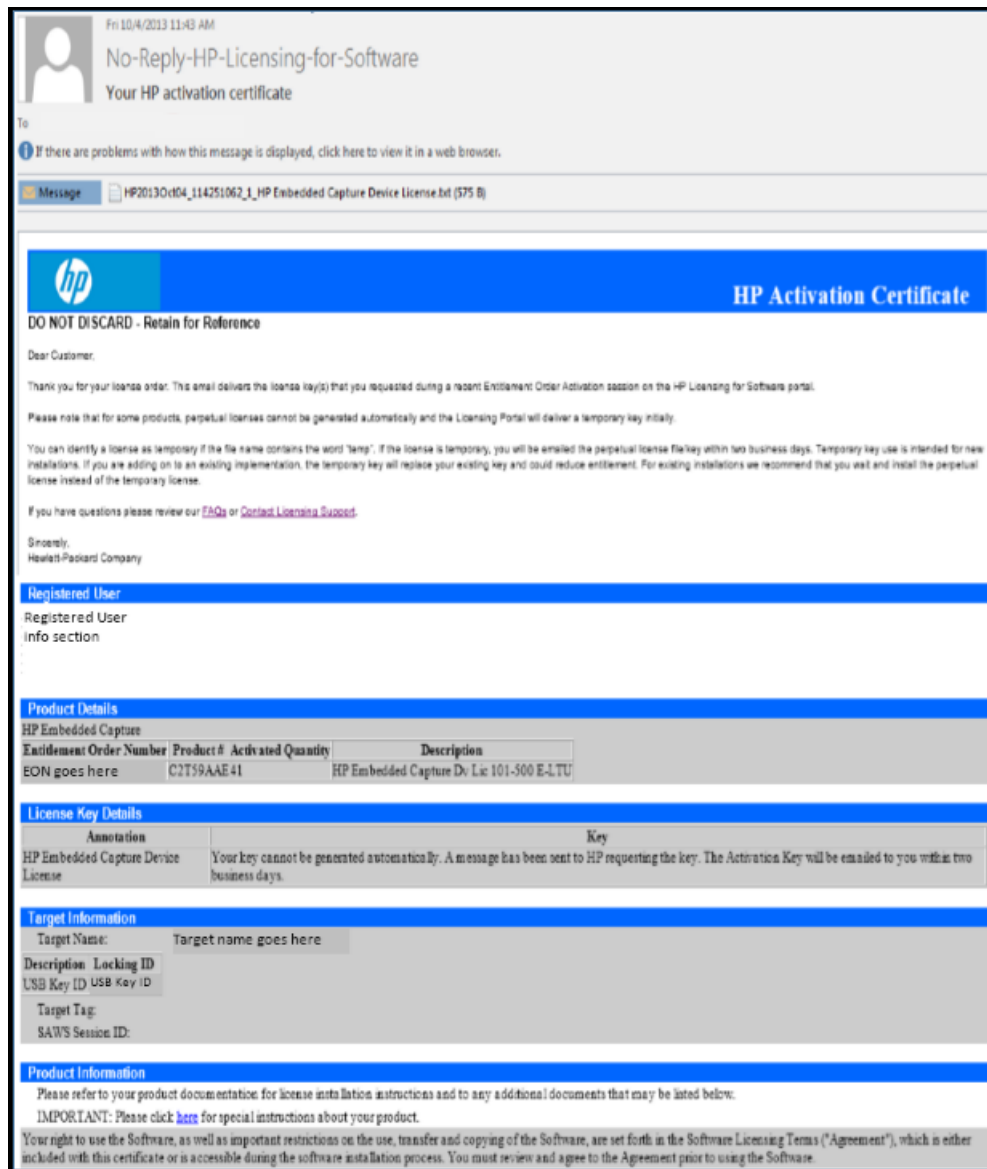 Fri 10/4/2013 11:43 AM
No-Reply-HP-Licensing-for-Software
Your HP activation certificate
To
If there are problems with how this message is displayed, click here to view it in a web browser.
Message HP2013Oct04_114251062_1_HP Embedded Capture Device License.txt (575 B)
hp
HP Activation Certificate
DO NOT DISCARD - Retain for Reference
Dear Customer,
Thank you for your license order. This email delivers the license key(s) that you requested during a recent Entitlement Order Activation session on the HP Licensing for Software portal.
Please note that for some products, perpetual licenses cannot be generated automatically and the Licensing Portal will deliver a temporary key initially.
You can identify a license as temporary if the file name contains the word "temp". If the license is temporary, you will be emailed the perpetual license file/key within two business days. Temporary key use is intended for new
installations. If you are adding on to an existing implementation, the temporary key will replace your existing key and could reduce entitlement. For existing installations we recommend that you wait and install the perpetual
license instead of the temporary license.
If you have questions please review our FAQs or Contact Licensing Support.
Sincerely,
Hewlett-Packard Company
Registered User
Registered User
info section
Product Details
HP Embedded Capture
Entitlement Order Number Product # Activated Quantity Description
EON goes here C2T59AAE 41 HP Embedded Capture Dv Lic 101-500 E-LTU
License Key Details
Annotation Key
HP Embedded Capture Device Your key cannot be generated automatically. A message has been sent to HP requesting the key. The Activation Key will be emailed to you within two
License business days.
Target Information
Target Name: Target name goes here
Description Locking ID
USB Key ID USB Key ID
Target Tag:
SAWS Session ID:
Product Information
Please refer to your product documentation for license installation instructions and to any additional documents that may be listed below.
IMPORTANT: Please click here for special instructions about your product.
Your right to use the Software, as well as important restrictions on the use, transfer and copying of the Software, are set forth in the Software Licensing Terms ("Agreement"), which is either
included with this certificate or is accessible during the software installation process. You must review and agree to the Agreement prior to using the Software.